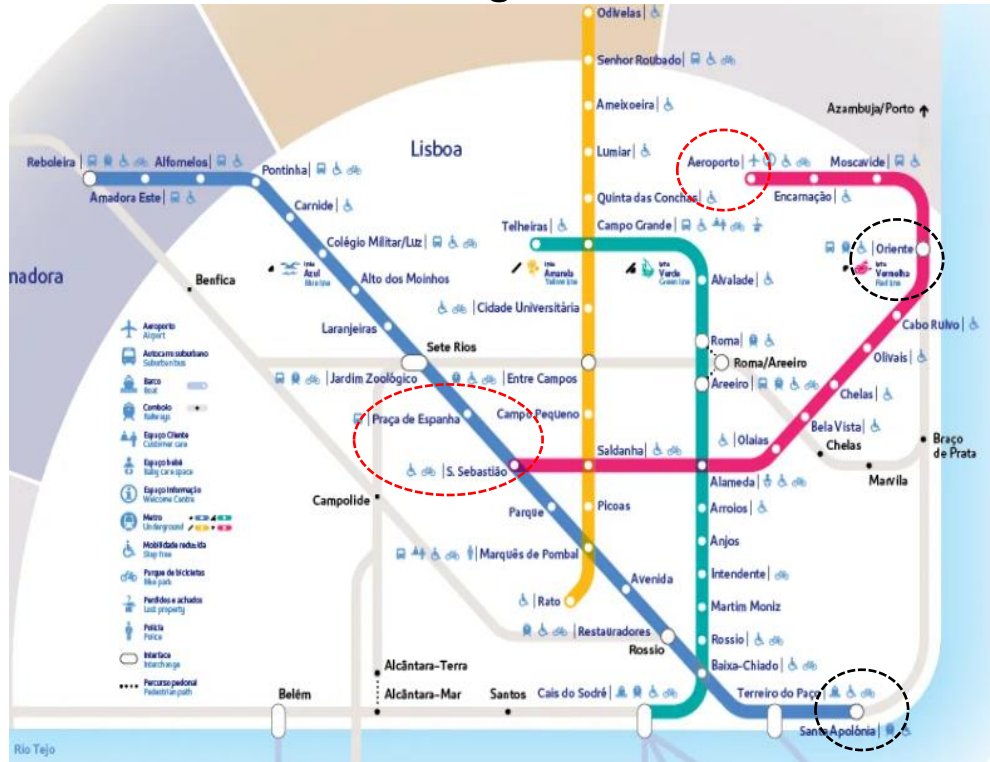 Odivelas
Senhor Roubado
Ameixoeira
Azambuja/Porto
Lisboa
Lumiar
Reboleira
Alfornelos
Aeroporto
Moscavide
Pontinha
Amadora Este
Quinta das Conchas
Encarnação
Carnide
Telheiras
Campo Grande
Colégio Militar/Luz
Oriente
linha
Azul
Blue line
linha
Amarela
Yellow line
linha
Verde
Green line
linha
Vermelha
Red line
madora
Benfica
Alto dos Moinhos
Alvalade
Cidade Universitária
Cabo Ruivo
Laranjeiras
Aeroporto
Airport
Sete Rios
Roma
Olivais
Autocarro suburbano
Suburban bus
Roma/Areeiro
Jardim Zoológico
Entre Campos
Areeiro
Barco
Boat
Chelas
Comboio
Railways
Praça de Espanha
Campo Pequeno
Bela Vista
Espaço Cliente
Customer care
Saldanha
Olaias
Chelas
Braço
de Prata
Espaço bebé
Baby care space
S. Sebastião
Alameda
Marvila
Espaço Informação
Welcome Centre
Campolide
Parque
Picoas
Arroios
Metro
Underground
Anjos
Mobilidade reduzida
Step free
Marquês de Pombal
Parque de bicicletas
Bike park
Avenida
Intendente
Perdidos e achados
Lost property
Rato
Martim Moniz
Polícia
Police
Restauradores
Rossio
Rossio
Interface
Interchange
Alcântara-Terra
Baixa-Chiado
Percurso pedonal
Pedestrian path
Belém
Alcântara-Mar
Santos
Cais do Sodré
Terreiro do Paço
Santa Apolónia
Rio Tejo